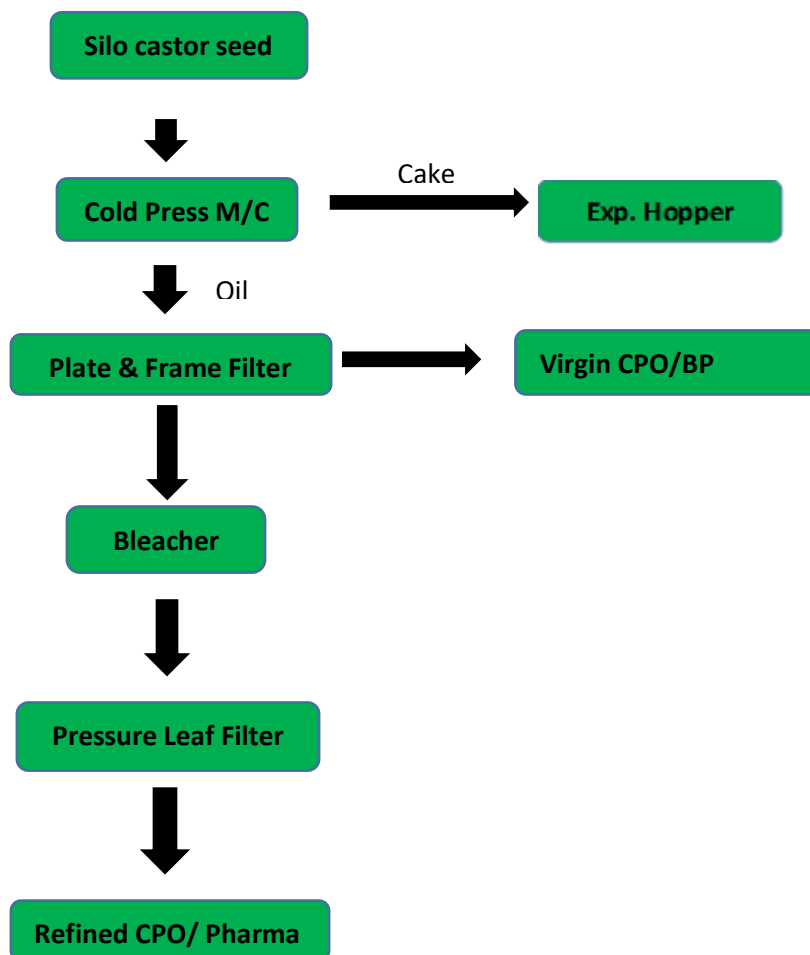 Silo castor seed
Cake
Cold Press M/C
Exp. Hopper
Oil
Plate & Frame Filter
Virgin CPO/BP
Bleacher
Pressure Leaf Filter
Refined CPO/ Pharma